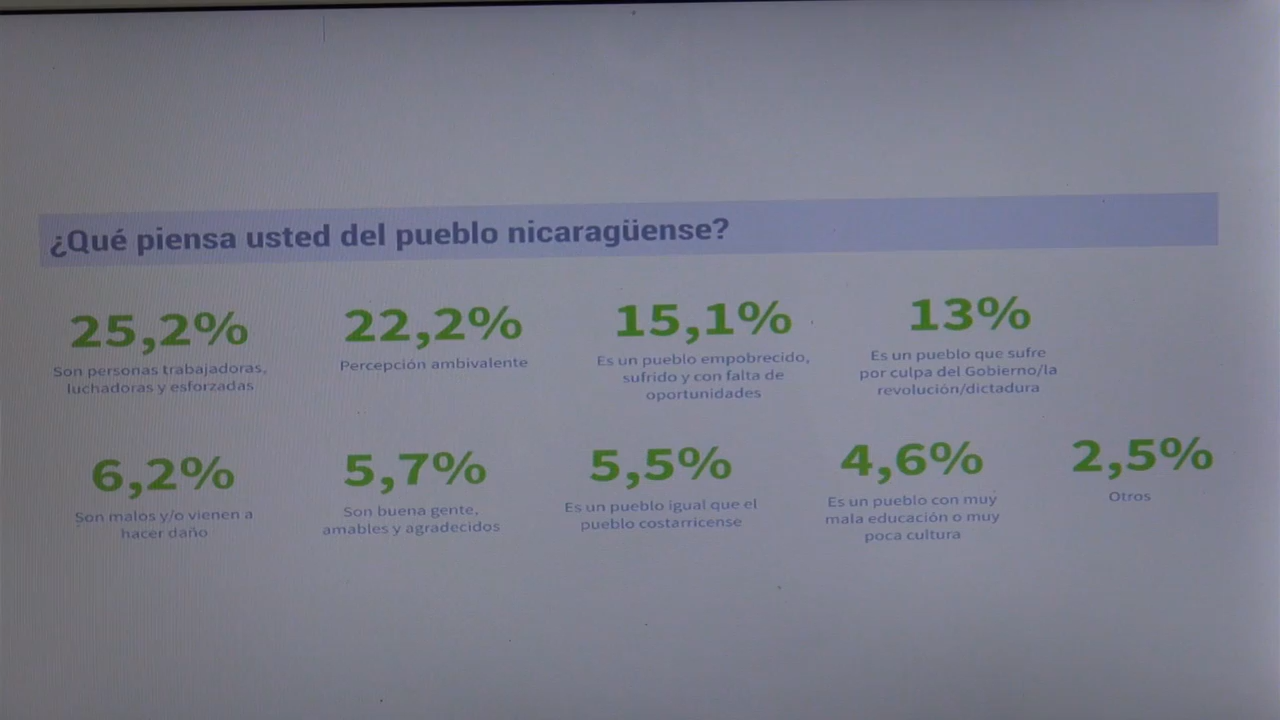 ¿Qué piensa usted del pueblo nicaragüense?
25,2%
Son personas trabajadoras,
luchadoras y esforzadas
22,2%
Percepción ambivalente
15,1%
Es un pueblo empobrecido,
sufrido y con falta de
oportunidades
13%
Es un pueblo que sufre
por culpa del Gobierno/la
revolución/dictadura
6,2%
Son malos y/o vienen a
hacer daño
5,7%
Son buena gente,
amables y agradecidos
5,5%
Es un pueblo igual que el
pueblo costarricense
4,6%
Es un pueblo con muy
mala educación o muy
poca cultura
2,5%
Otros